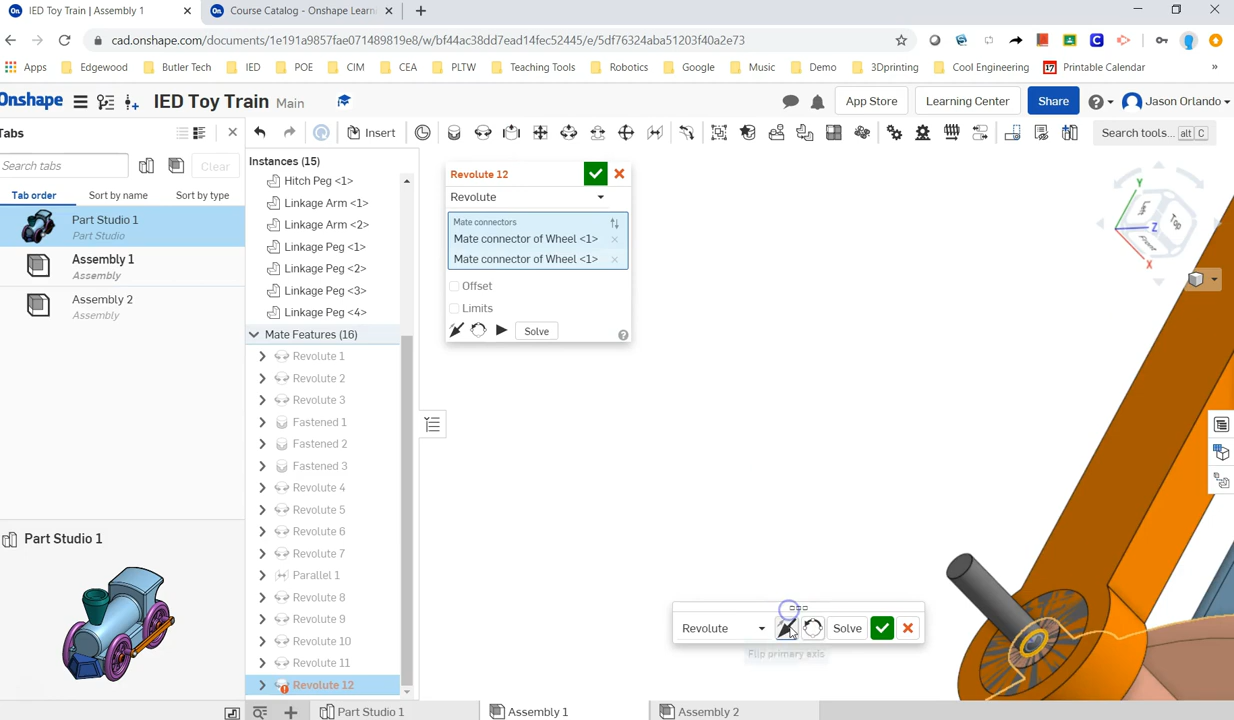 IED Toy Train | Assembly 1
Course Catalog - Onshape Learn
cad.onshape.com/documents/1e191a9857fae071489819e8/w/bf44ac38dd7ead14fec52445/e/5df76324aba51203f40a2e73
Apps Edgewood Butler Tech IED POE CIM CEA PLTW Teaching Tools Robotics Google Music Demo 3Dprinting Cool Engineering 17 Printable Calendar »
Onshape IED Toy Train Main App Store Learning Center Share Jason Orlando
Tabs
Insert
Search tools... alt C
Search tabs
Clear
Tab order Sort by name Sort by type
Part Studio 1
Part Studio
Assembly 1
Assembly
Assembly 2
Assembly
Part Studio 1
Instances (15)
Hitch Peg <1>
Linkage Arm <1>
Linkage Arm <2>
Linkage Peg <1>
Linkage Peg <2>
Linkage Peg <3>
Linkage Peg <4>
Mate Features (16)
Revolute 1
Revolute 2
Revolute 3
Fastened 1
Fastened 2
Fastened 3
Revolute 4
Revolute 5
Revolute 6
Revolute 7
Parallel 1
Revolute 8
Revolute 9
Revolute 10
Revolute 11
Revolute 12
Revolute 12
Revolute
Mate connectors
Mate connector of Wheel <1>
Mate connector of Wheel <1>
Offset
Limits
Solve
Y
Left
Top
Z
Front
X
Revolute Solve
Flip primary axis
Part Studio 1 Assembly 1 Assembly 2